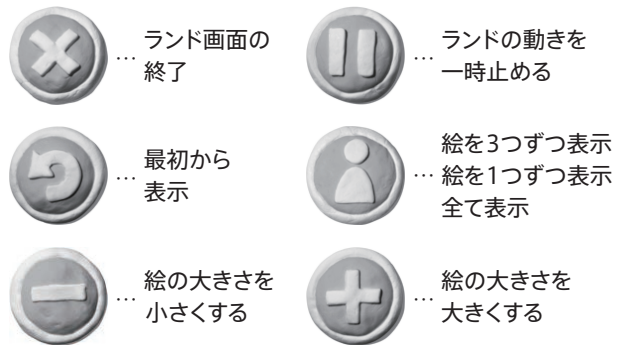 … ランド画面の
終了
… ランドの動きを
一時止める
… 最初から
表示
絵を3つずつ表示
… 絵を1つずつ表示
全て表示
… 絵の大きさを
小さくする
… 絵の大きさを
大きくする